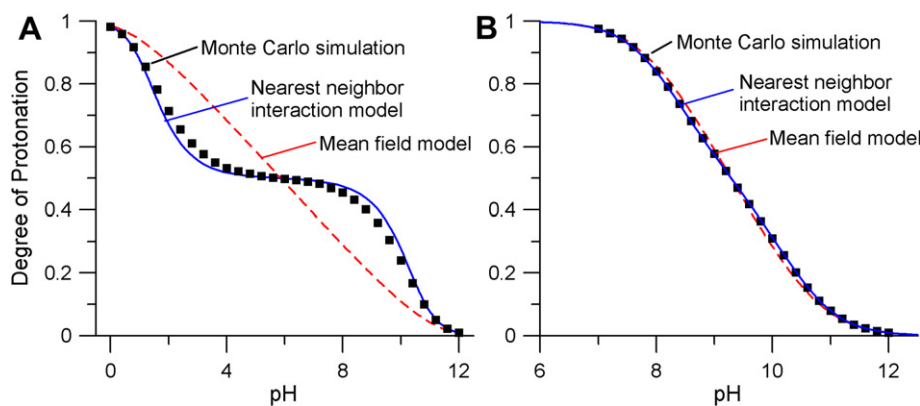 A
1
0.8
0.6
0.4
0.2
0
Degree of Protonation
0
4
8
12
pH
Monte Carlo simulation
Nearest neighbor
interaction model
Mean field model
B
1
0.8
0.6
0.4
0.2
0
6
8
10
12
pH
Monte Carlo simulation
Nearest neighbor
interaction model
Mean field model